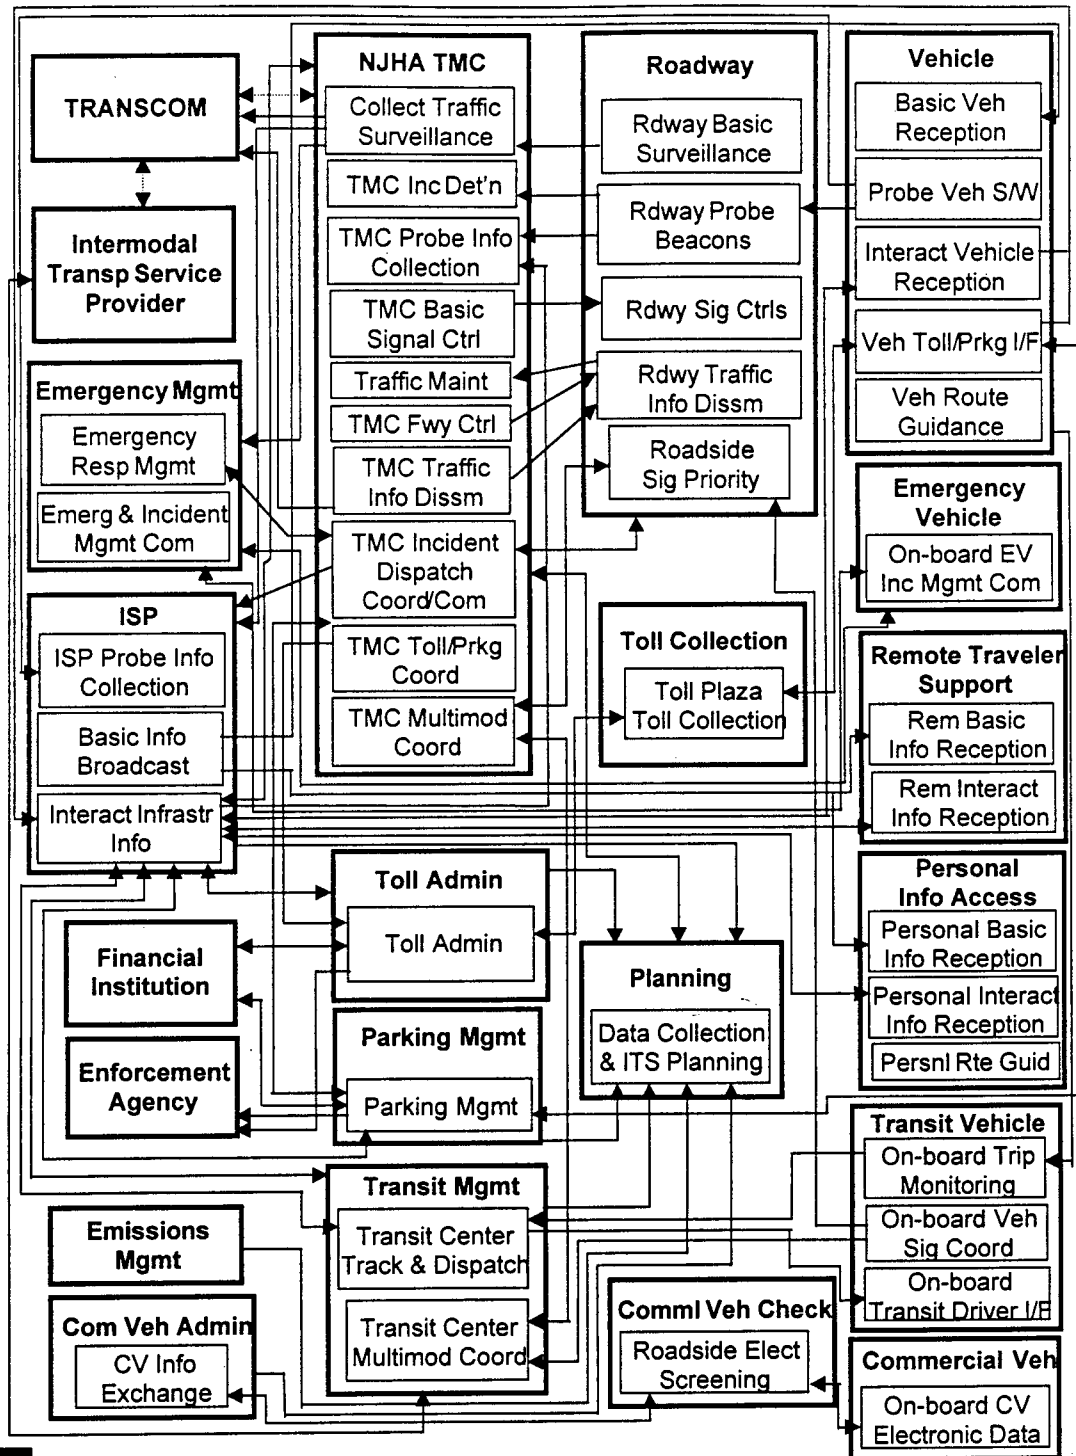 TRANSCOM
Intermodal
Transp Service
Provider
Emergency Mgmt
Emergency
Resp Mgmt
Emerg & Incident
Mgmt Com
ISP
ISP Probe Info
Collection
Basic Info
Broadcast
Interact Infrastr
Info
Financial
Institution
Enforcement
Agency
Emissions
Mgmt
Com Veh Admin
CV Info
Exchange
NJHA TMC
Collect Traffic
Surveillance
TMC Inc Det'n
TMC Probe Info
Collection
TMC Basic
Signal Ctrl
Traffic Maint
TMC Fwy Ctrl
TMC Traffic
Info Dissm
TMC Incident
Dispatch
Coord/Com
TMC Toll/Prkg
Coord
TMC Multimod
Coord
Toll Admin
Toll Admin
Parking Mgmt
Parking Mgmt
Transit Mgmt
Transit Center
Track & Dispatch
Transit Center
Multimod Coord
Roadway
Rdway Basic
Surveillance
Rdway Probe
Beacons
Rdwy Sig Ctrls
Rdwy Traffic
Info Dissm
Roadside
Sig Priority
Toll Collection
Toll Plaza
Toll Collection
Planning
Data Collection
& ITS Planning
Comml Veh Check
Roadside Elect
Screening
Vehicle
Basic Veh
Reception
Probe Veh S/W
Interact Vehicle
Reception
Veh Toll/Prkg I/F
Veh Route
Guidance
Emergency
Vehicle
On-board EV
Inc Mgmt Com
Remote Traveler
Support
Rem Basic
Info Reception
Rem Interact
Info Reception
Personal
Info Access
Personal Basic
Info Reception
Personal Interact
Info Reception
Persnl Rte Guid
Transit Vehicle
On-board Trip
Monitoring
On-board Veh
Sig Coord
On-board
Transit Driver I/F
Commercial Veh
On-board CV
Electronic Data